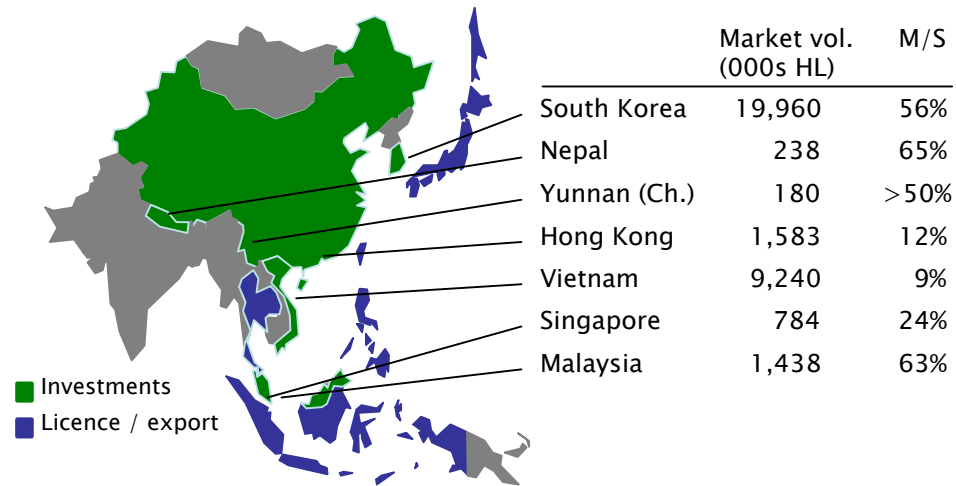 Market vol. M/S
(000s HL)
South Korea 19,960 56%
Nepal 238 65%
Yunnan (Ch.) 180 >50%
Hong Kong 1,583 12%
Vietnam 9,240 9%
Singapore 784 24%
Malaysia 1,438 63%
Investments
Licence / export